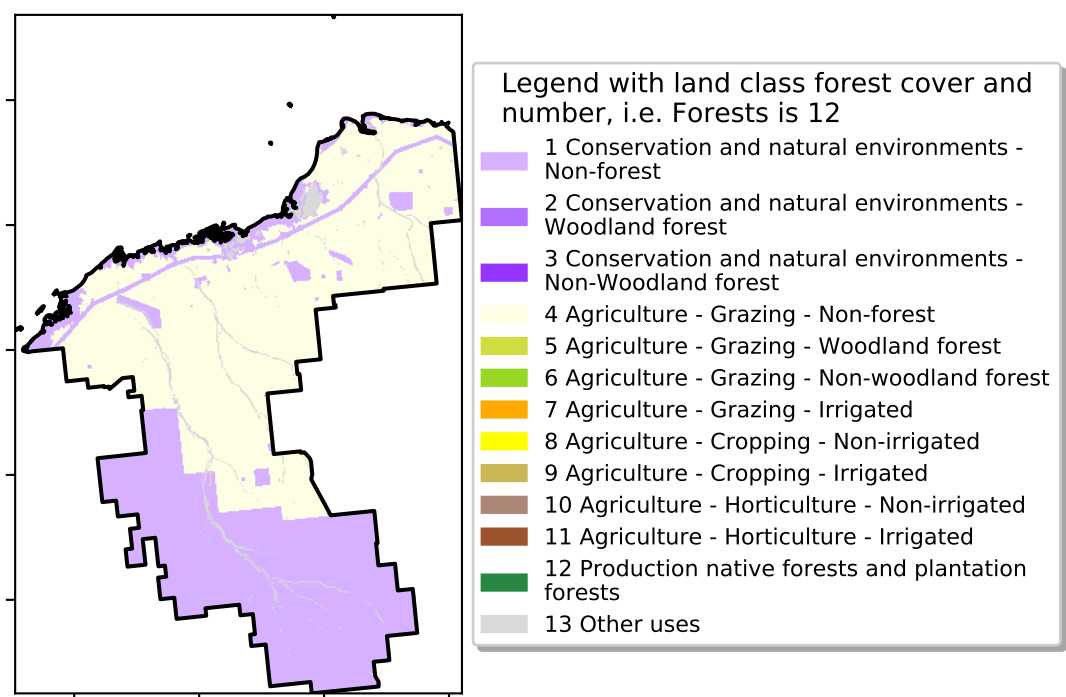 Legend with land class forest cover and
number, i.e. Forests is 12
1 Conservation and natural environments -
Non-forest
2 Conservation and natural environments -
Woodland forest
3 Conservation and natural environments -
Non-Woodland forest
4 Agriculture - Grazing - Non-forest
5 Agriculture - Grazing - Woodland forest
6 Agriculture - Grazing - Non-woodland forest
7 Agriculture - Grazing - Irrigated
8 Agriculture - Cropping - Non-irrigated
9 Agriculture - Cropping - Irrigated
10 Agriculture - Horticulture - Non-irrigated
11 Agriculture - Horticulture - Irrigated
12 Production native forests and plantation
forests
13 Other uses